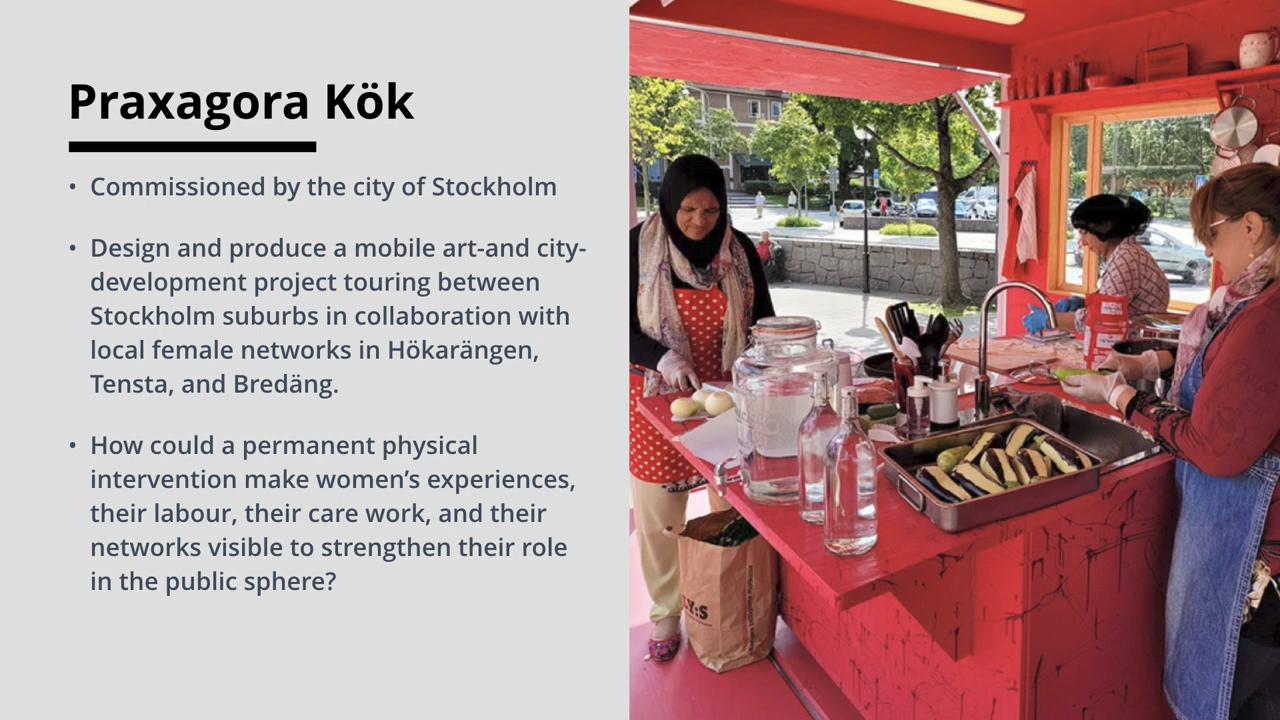 Praxagora Kök
• Commissioned by the city of Stockholm
• Design and produce a mobile art-and city-
development project touring between
Stockholm suburbs in collaboration with
local female networks in Hökarängen,
Tensta, and Bredäng.
• How could a permanent physical
intervention make women’s experiences,
their labour, their care work, and their
networks visible to strengthen their role
in the public sphere?
Y:S